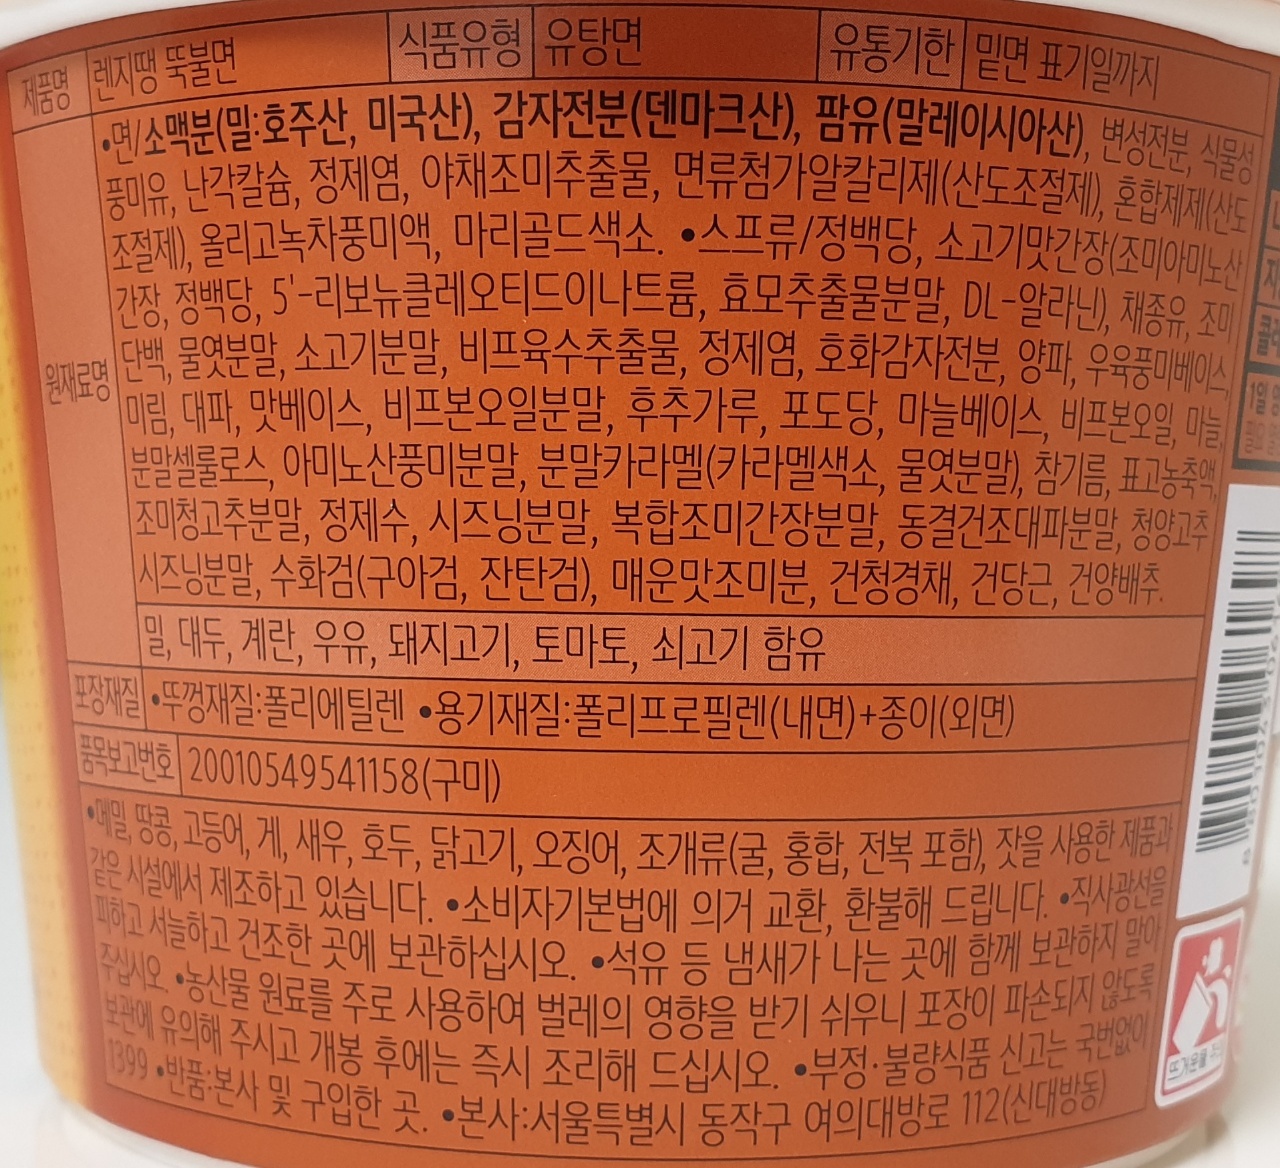 제품명 렌지땡 뚝불면 식품유형 유탕면 유통기한 밑면 표기일까지
원재료명
•면/소맥분(밀:호주산, 미국산), 감자전분(덴마크산), 팜유(말레이시아산), 변성전분, 식물성
풍미유, 난각칼슘, 정제염, 야채조미추출물, 면류첨가알칼리제(산도조절제), 혼합제제(산도
조절제), 올리고녹차풍미액, 마리골드색소. •스프류/정백당, 소고기맛간장(조미아미노산
간장, 정백당, 5'-리보뉴클레오티드이나트륨, 효모추출물분말, DL-알라닌), 채종유, 조미
단백, 물엿분말, 소고기분말, 비프육수추출물, 정제염, 호화감자전분, 양파, 우육풍미베이스,
미림, 대파, 맛베이스, 비프본오일분말, 후추가루, 포도당, 마늘베이스, 비프본오일, 마늘,
분말셀룰로스, 아미노산풍미분말, 분말카라멜(카라멜색소, 물엿분말), 참기름, 표고농축액,
조미청고추분말, 정제수, 시즈닝분말, 복합조미간장분말, 동결건조대파분말, 청양고추
시즈닝분말, 수화검(구아검, 잔탄검), 매운맛조미분, 건청경채, 건당근, 건양배추.
밀, 대두, 계란, 우유, 돼지고기, 토마토, 쇠고기 함유
포장재질 •뚜껑재질:폴리에틸렌 •용기재질:폴리프로필렌(내면)+종이(외면)
품목보고번호 20010549541158(구미)
•메밀, 땅콩, 고등어, 게, 새우, 호두, 닭고기, 오징어, 조개류(굴, 홍합, 전복 포함), 잣을 사용한 제품과
같은 시설에서 제조하고 있습니다. •소비자기본법에 의거 교환, 환불해 드립니다. •직사광선을
피하고 서늘하고 건조한 곳에 보관하십시오. •석유 등 냄새가 나는 곳에 함께 보관하지 말아
주십시오. •농산물 원료를 주로 사용하여 벌레의 영향을 받기 쉬우니 포장이 파손되지 않도록
보관에 유의해 주시고 개봉 후에는 즉시 조리해 드십시오. •부정·불량식품 신고는 국번없이
1399 •반품:본사 및 구입한 곳. •본사:서울특별시 동작구 여의대방로 112(신대방동)
뜨거운물